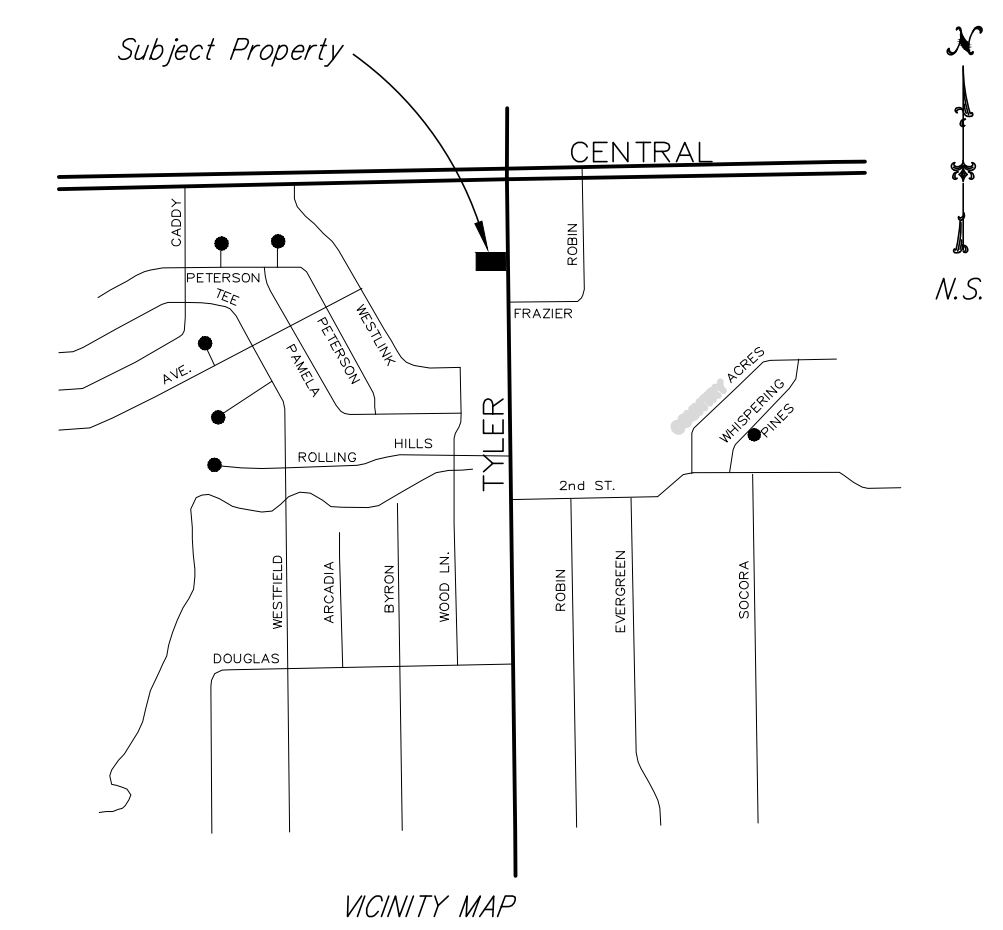 Subject Property
N
CENTRAL
CADDY
ROBIN
PETERSON
TEE
N.S.
FRAZIER
WESTLINK
PETERSON
PAMELA
AVE.
ACRES
WHISPERING
PINES
TYLER
HILLS
ROLLING
2nd ST.
WESTFIELD
ARCADIA
BYRON
WOOD LN.
ROBIN
EVERGREEN
SOCORA
DOUGLAS
VICINITY MAP